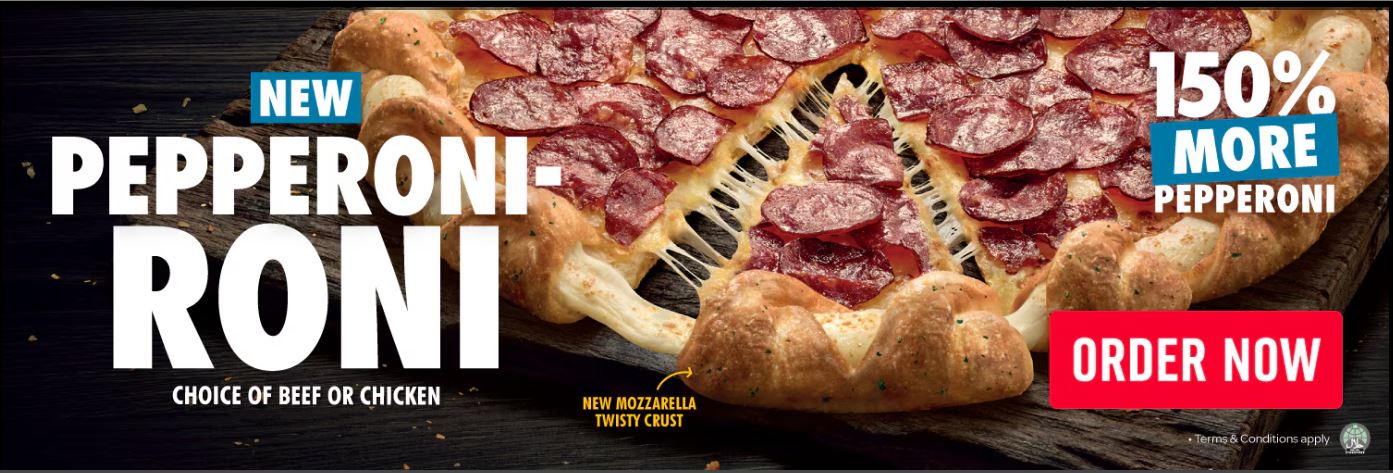 NEW
PEPPERONI-
RONI
CHOICE OF BEEF OR CHICKEN
NEW MOZZARELLA
TWISTY CRUST
150%
MORE
PEPPERONI
ORDER NOW
• Terms & Conditions apply